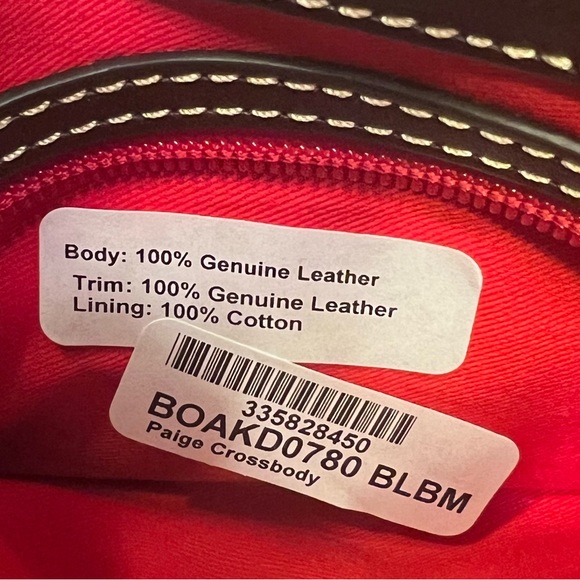 Body: 100% Genuine Leather
Trim: 100% Genuine Leather
Lining: 100% Cotton
335828450
BOAKD0780 BLBM
Paige Crossbody